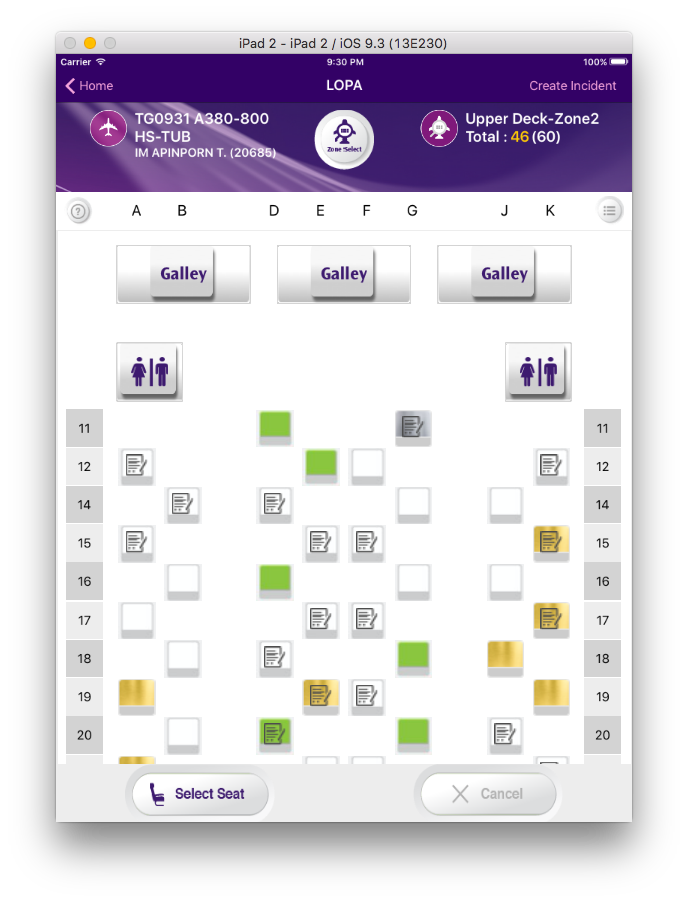 iPad 2 - iPad 2 / iOS 9.3 (13E230)
Carrier 9:30 PM 100%
Home LOPA Create Incident
TG0931 A380-800
HS-TUB
IM APINPORN T. (20685)
Zone Select
Upper Deck-Zone2
Total : 46 (60)
? A B D E F G J K
Galley Galley Galley
11 11
12 12
14 14
15 15
16 16
17 17
18 18
19 19
20 20
Select Seat Cancel